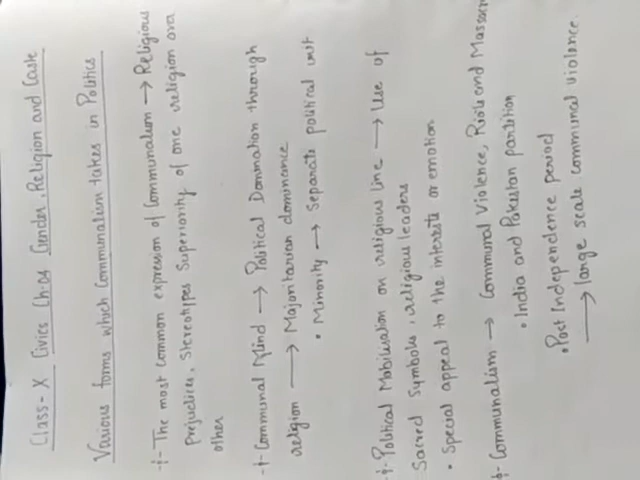 Class-X Civics Ch:04 Gender, Religion and Caste
Various forms which Communalism takes in Politics
-|- The most common expression of Communalism → Religious
Prejudices, Stereotypes Superiority of one religion over
other
-|- Communal Mind → Political Domination through
religion → Majoritarian dominance
• Minority → Separate political unit
-|- Political Mobilisation on religious line → Use of
Sacred Symbols, religious leaders
• Special appeal to the interests or emotion
-|- Communalism → Communal Violence, Riots and Massacre
• India and Pakistan partition
• Post Independence period
→ large scale communal violence.